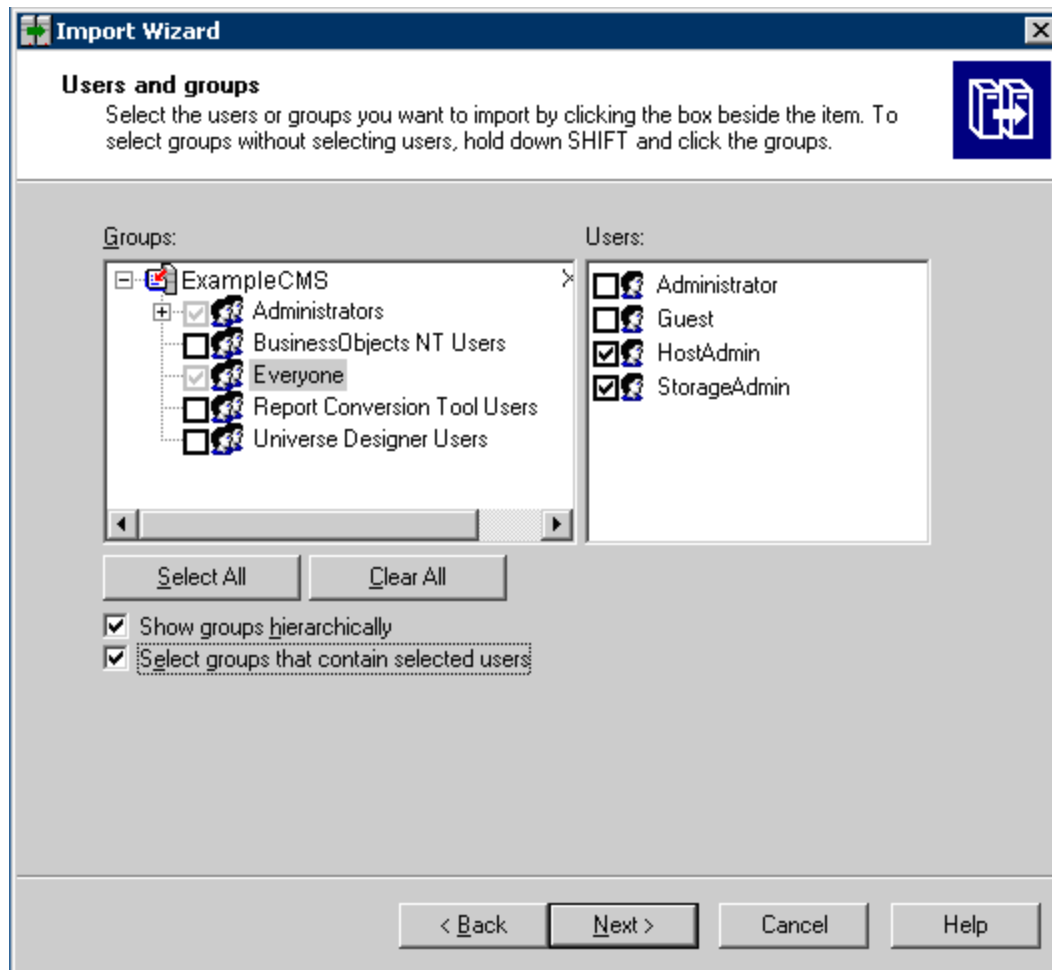 Import Wizard
Users and groups
Select the users or groups you want to import by clicking the box beside the item. To
select groups without selecting users, hold down SHIFT and click the groups.
Groups:
ExampleCMS
Administrators
BusinessObjects NT Users
Everyone
Report Conversion Tool Users
Universe Designer Users
Users:
Administrator
Guest
HostAdmin
StorageAdmin
Select All
Clear All
Show groups hierarchically
Select groups that contain selected users
< Back
Next >
Cancel
Help